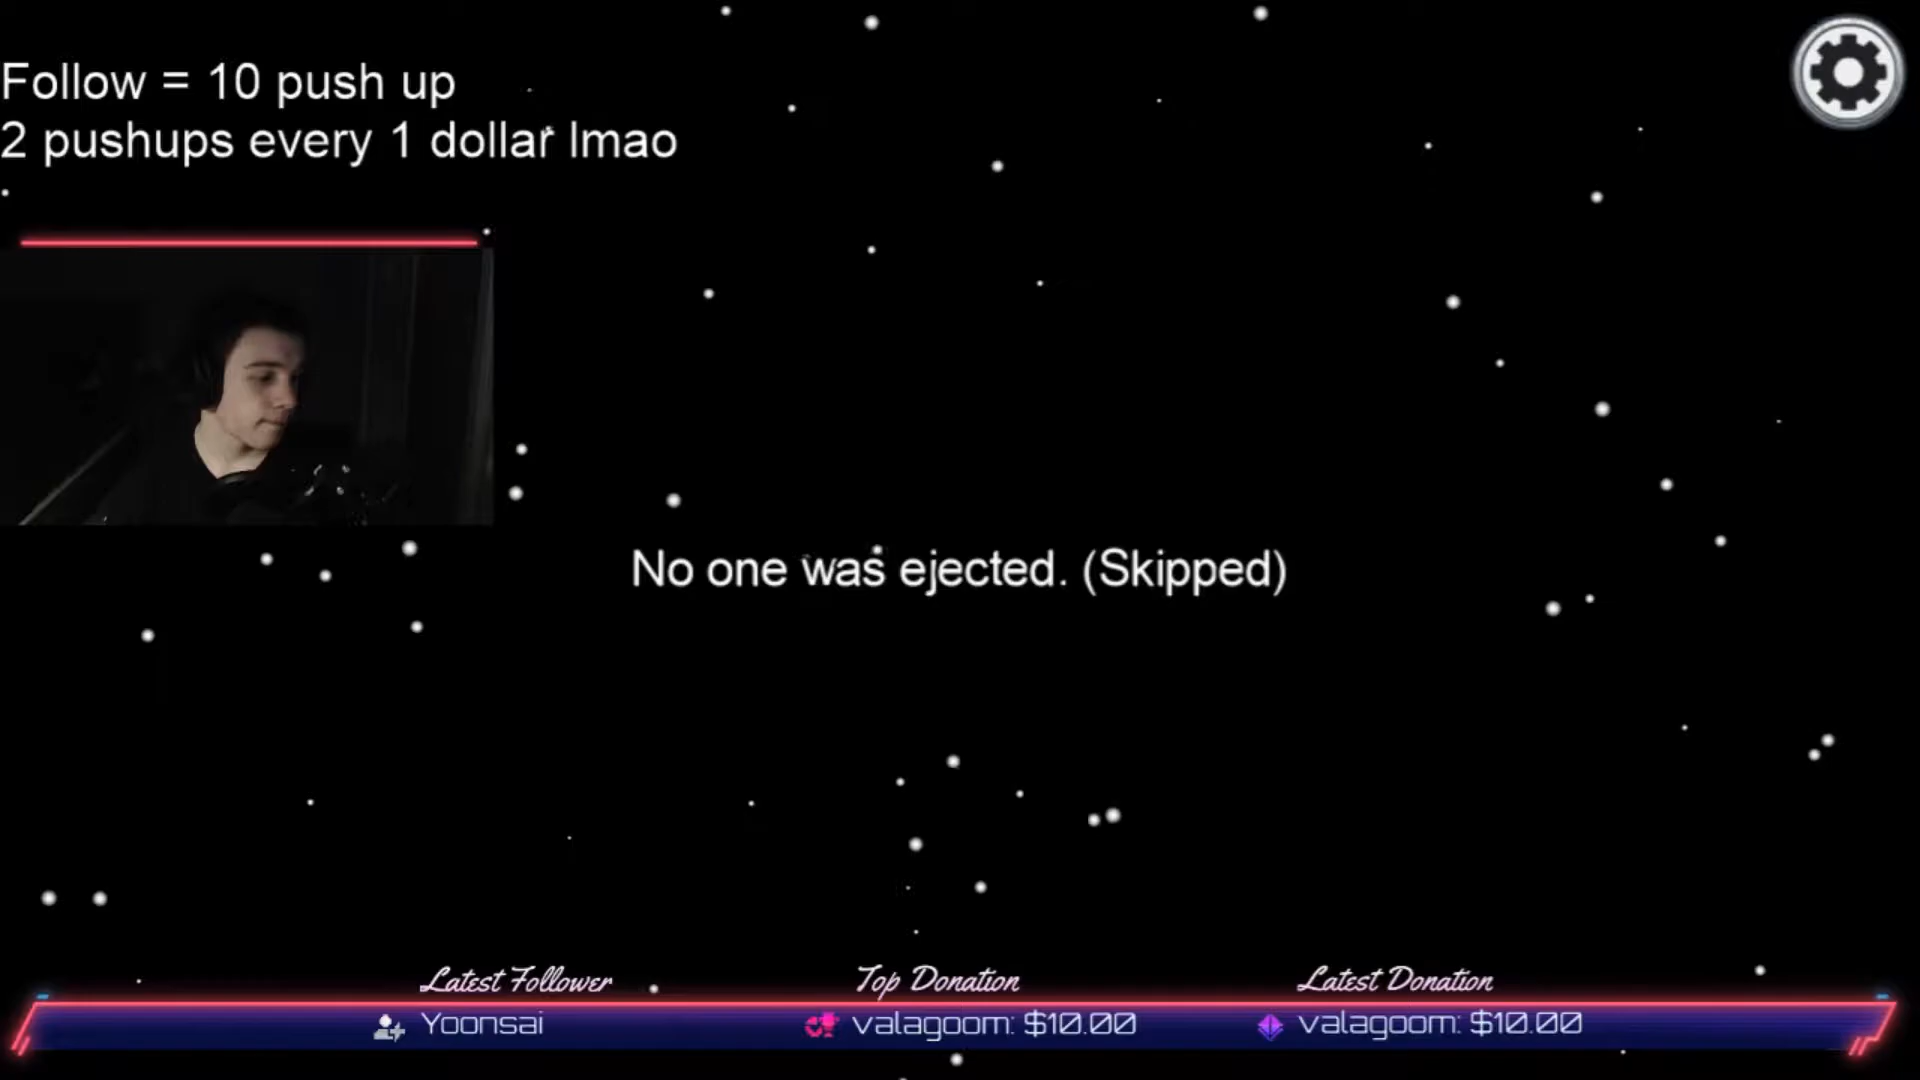 Follow = 10 push up
2 pushups every 1 dollar lmao
No one was ejected. (Skipped)
Latest Follower
Top Donation
Latest Donation
Yoonsai
valagoom: $10.00
valagoom: $10.00